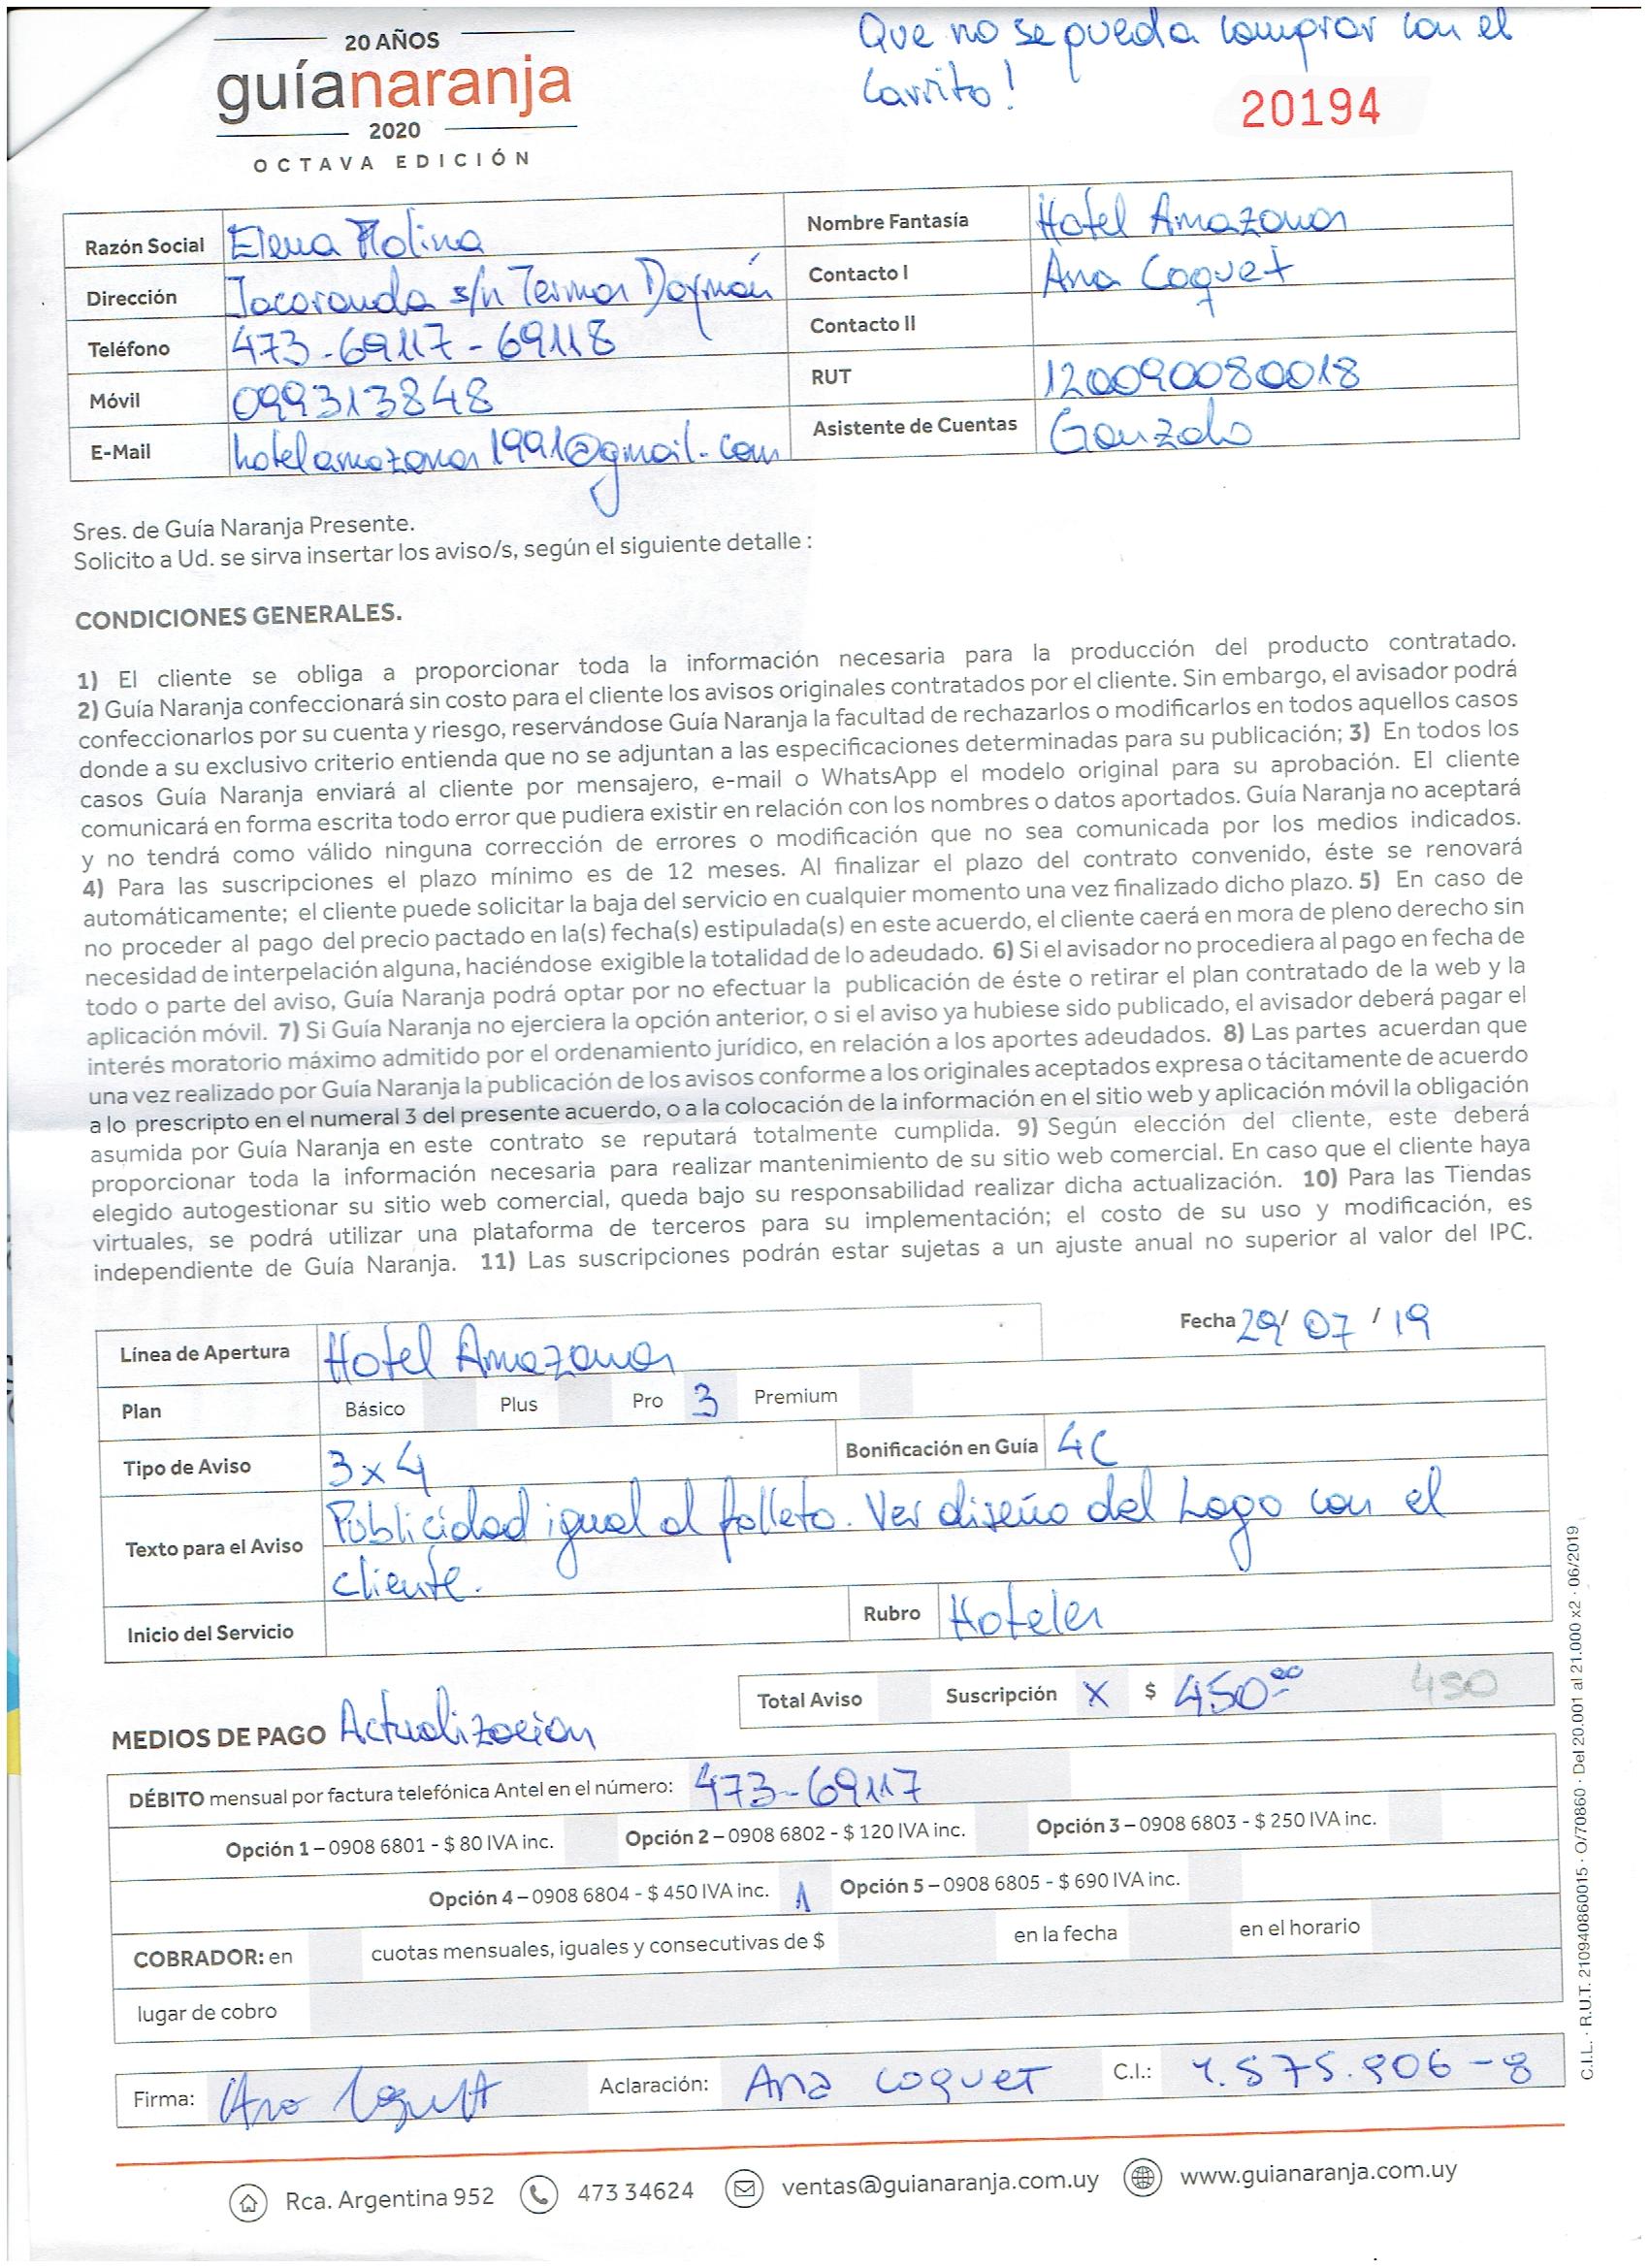 Que no se pueda comprar con el
carrito!
20 AÑOS
guíanaranja
2020
OCTAVA EDICIÓN
20194
Razón Social Elena Molina Nombre Fantasía Hotel Amazonas
Dirección Jacaranda s/n Termas Daymán Contacto I Ana Coquet
Teléfono 473-69117-69118 Contacto II
Móvil 099313848 RUT 120090080018
E-Mail hotelamazonas1991@gmail.com Asistente de Cuentas Gonzalo
Sres. de Guía Naranja Presente.
Solicito a Ud. se sirva insertar los aviso/s, según el siguiente detalle :
CONDICIONES GENERALES.
1) El cliente se obliga a proporcionar toda la información necesaria para la producción del producto contratado.
2) Guía Naranja confeccionará sin costo para el cliente los avisos originales contratados por el cliente. Sin embargo, el avisador podrá
confeccionarlos por su cuenta y riesgo, reservándose Guía Naranja la facultad de rechazarlos o modificarlos en todos aquellos casos
donde a su exclusivo criterio entienda que no se adjuntan a las especificaciones determinadas para su publicación; 3) En todos los
casos Guía Naranja enviará al cliente por mensajero, e-mail o WhatsApp el modelo original para su aprobación. El cliente
comunicará en forma escrita todo error que pudiera existir en relación con los nombres o datos aportados. Guía Naranja no aceptará
y no tendrá como válido ninguna corrección de errores o modificación que no sea comunicada por los medios indicados.
4) Para las suscripciones el plazo mínimo es de 12 meses. Al finalizar el plazo del contrato convenido, éste se renovará
automáticamente; el cliente puede solicitar la baja del servicio en cualquier momento una vez finalizado dicho plazo. 5) En caso de
no proceder al pago del precio pactado en la(s) fecha(s) estipulada(s) en este acuerdo, el cliente caerá en mora de pleno derecho sin
necesidad de interpelación alguna, haciéndose exigible la totalidad de lo adeudado. 6) Si el avisador no procediera al pago en fecha de
todo o parte del aviso, Guía Naranja podrá optar por no efectuar la publicación de éste o retirar el plan contratado de la web y la
aplicación móvil. 7) Si Guía Naranja no ejerciera la opción anterior, o si el aviso ya hubiese sido publicado, el avisador deberá pagar el
interés moratorio máximo admitido por el ordenamiento jurídico, en relación a los aportes adeudados. 8) Las partes acuerdan que
una vez realizado por Guía Naranja la publicación de los avisos conforme a los originales aceptados expresa o tácitamente de acuerdo
a lo prescripto en el numeral 3 del presente acuerdo, o a la colocación de la información en el sitio web y aplicación móvil la obligación
asumida por Guía Naranja en este contrato se reputará totalmente cumplida. 9) Según elección del cliente, este deberá
proporcionar toda la información necesaria para realizar mantenimiento de su sitio web comercial. En caso que el cliente haya
elegido autogestionar su sitio web comercial, queda bajo su responsabilidad realizar dicha actualización. 10) Para las Tiendas
virtuales, se podrá utilizar una plataforma de terceros para su implementación; el costo de su uso y modificación, es
independiente de Guía Naranja. 11) Las suscripciones podrán estar sujetas a un ajuste anual no superior al valor del IPC.
Fecha 29/ 07 / 19
Línea de Apertura Hotel Amazonas
Plan Básico Plus Pro 3 Premium
Tipo de Aviso 3x4 Bonificación en Guía 4C
Texto para el Aviso Publicidad igual al folleto. Ver diseño del Logo con el
cliente.
Inicio del Servicio Rubro Hoteles
Total Aviso Suscripción X $ 450.00 450
MEDIOS DE PAGO Actualización
DÉBITO mensual por factura telefónica Antel en el número: 473-69117
Opción 1 – 0908 6801 - $ 80 IVA inc. Opción 2 – 0908 6802 - $ 120 IVA inc. Opción 3 – 0908 6803 - $ 250 IVA inc.
Opción 4 – 0908 6804 - $ 450 IVA inc. 1 Opción 5 – 0908 6805 - $ 690 IVA inc.
COBRADOR: en cuotas mensuales, iguales y consecutivas de $ en la fecha en el horario
lugar de cobro
Firma: Ana Coquet Aclaración: Ana Coquet C.I.: 4.575.906-8
C.I.L. · R.U.T. 210940860015 · O/70860 · Del 20.001 al 21.000 x2 · 06/2019
Rca. Argentina 952 473 34624 ventas@guianaranja.com.uy www.guianaranja.com.uy